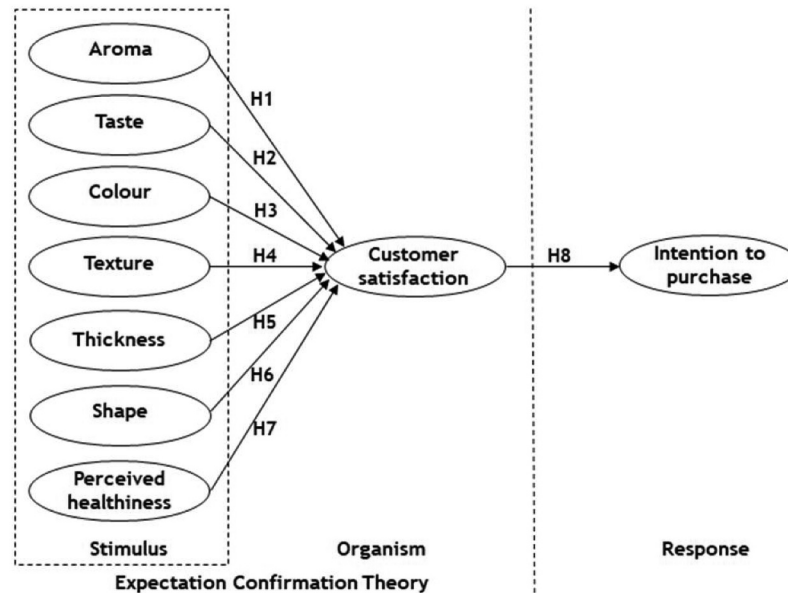 Aroma
H1
Taste
H2
Colour
H3
Texture
H4
Customer
satisfaction
H8
Intention to
purchase
Thickness
H5
Shape
H6
H7
Perceived
healthiness
Stimulus
Organism
Response
Expectation Confirmation Theory